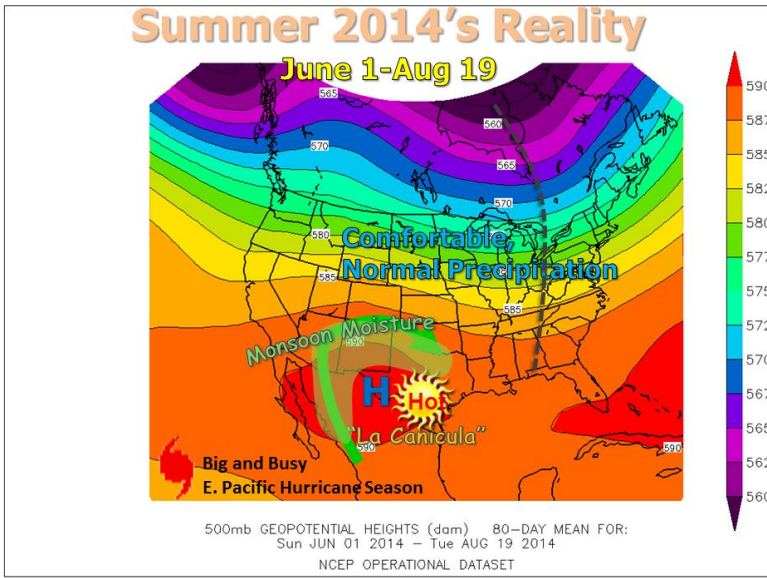 Summer 2014's Reality
June 1-Aug 19
565
560
565
570
570
580
580
585
585
590
590
590
Comfortable,
Normal Precipitation
Monsoon Moisture
H
Hot
"La Canicula"
Big and Busy
E. Pacific Hurricane Season
590
587
585
582
580
577
575
572
570
567
565
562
560
500mb GEOPOTENTIAL HEIGHTS (dam) 80-DAY MEAN FOR:
Sun JUN 01 2014 – Tue AUG 19 2014
NCEP OPERATIONAL DATASET